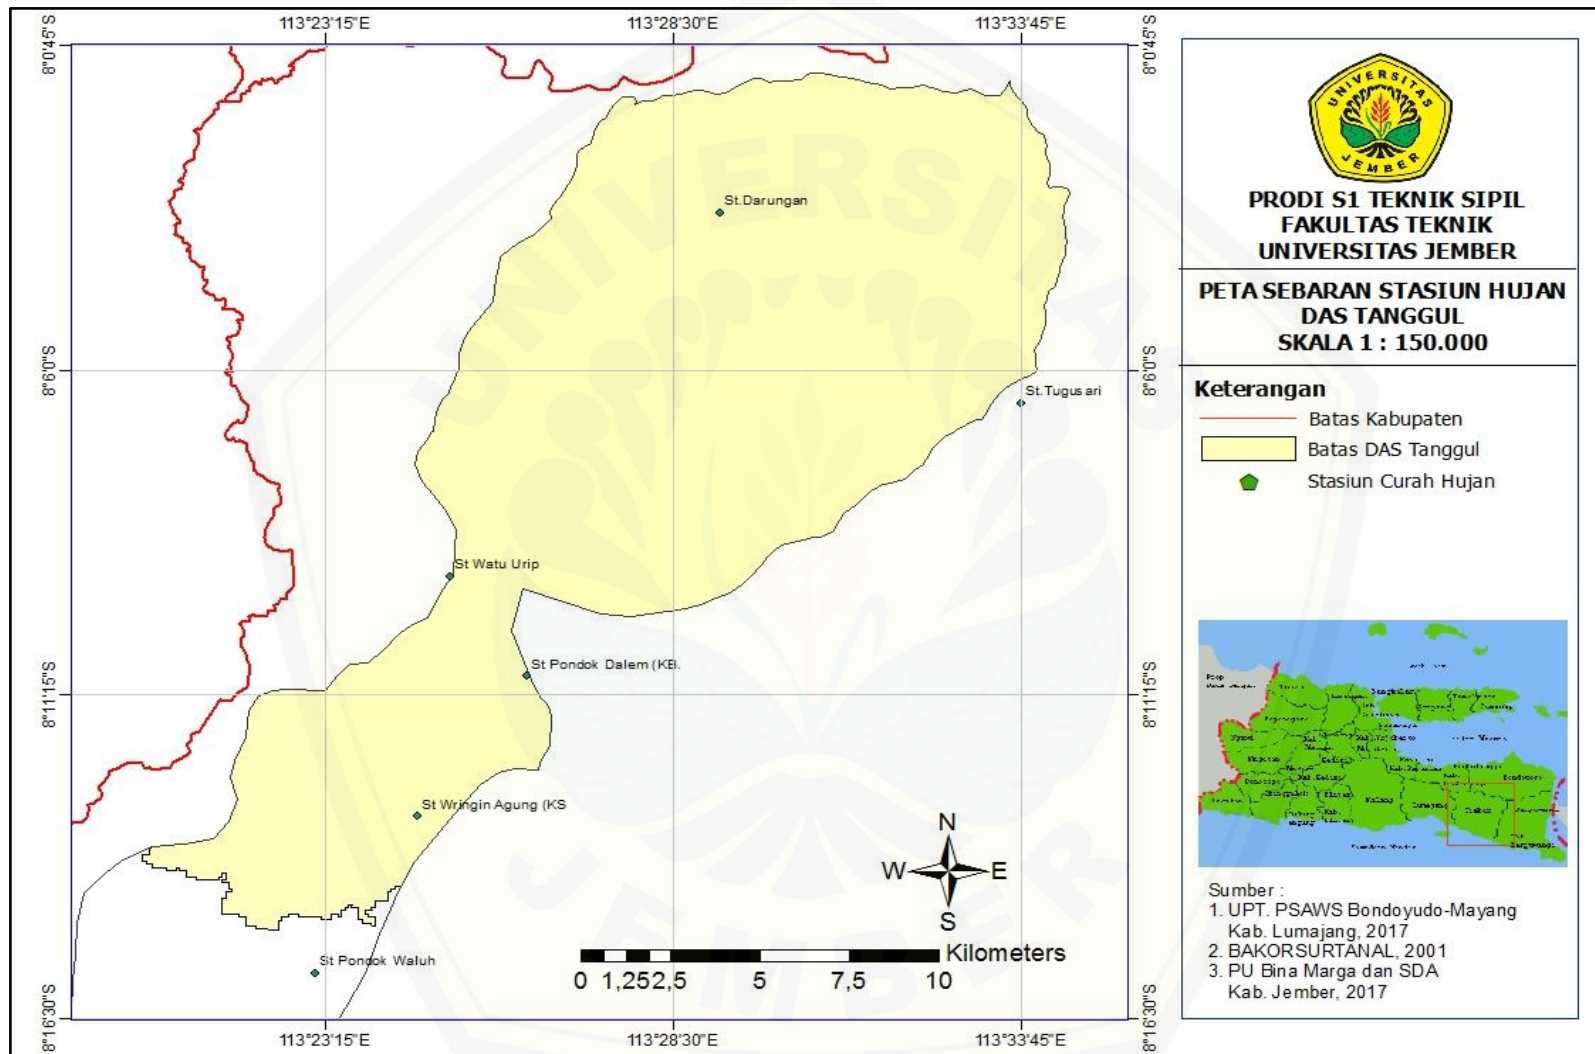 113°23'15"E
113°28'30"E
113°33'45"E
8°0'45"S
8°0'45"S
8°6'0"S
8°6'0"S
8°11'15"S
8°11'15"S
8°16'30"S
8°16'30"S
St.Darungan
St.Tugusari
St Watu Urip
St Pondok Dalem (KB.
St Wringin Agung (KS
St Pondok Waluh
N
W
E
S
Kilometers
0 1,25 2,5 5 7,5 10
113°23'15"E
113°28'30"E
113°33'45"E
UNIVERSITAS
JEMBER
UNIVERSITAS
JEMBER
PRODI S1 TEKNIK SIPIL
FAKULTAS TEKNIK
UNIVERSITAS JEMBER
PETA SEBARAN STASIUN HUJAN
DAS TANGGUL
SKALA 1 : 150.000
Keterangan
Batas Kabupaten
Batas DAS Tanggul
Stasiun Curah Hujan
Sumber :
1. UPT. PSAWS Bondoyudo-Mayang
Kab. Lumajang, 2017
2. BAKORSURTANAL, 2001
3. PU Bina Marga dan SDA
Kab. Jember, 2017